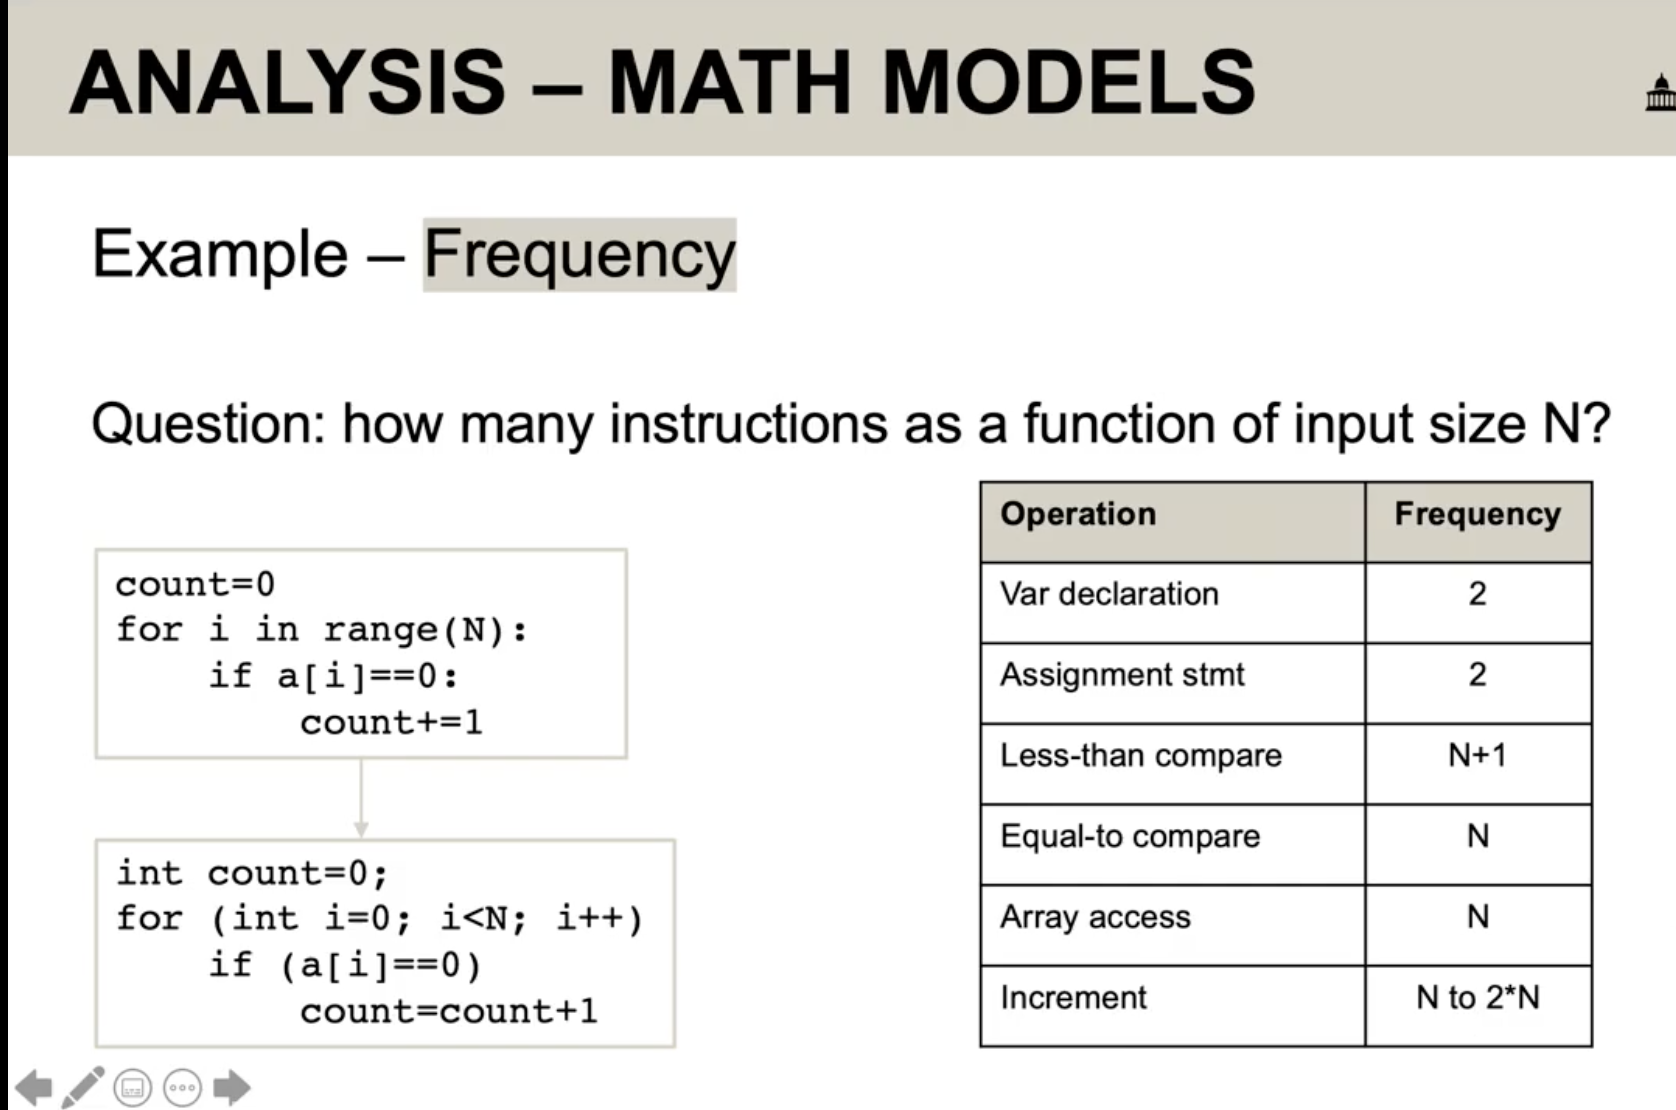 ANALYSIS – MATH MODELS
Example – Frequency
Question: how many instructions as a function of input size N?
count=0
for i in range(N):
    if a[i]==0:
        count+=1
int count=0;
for (int i=0; i<N; i++)
    if (a[i]==0)
        count=count+1
Operation Frequency
Var declaration 2
Assignment stmt 2
Less-than compare N+1
Equal-to compare N
Array access N
Increment N to 2*N